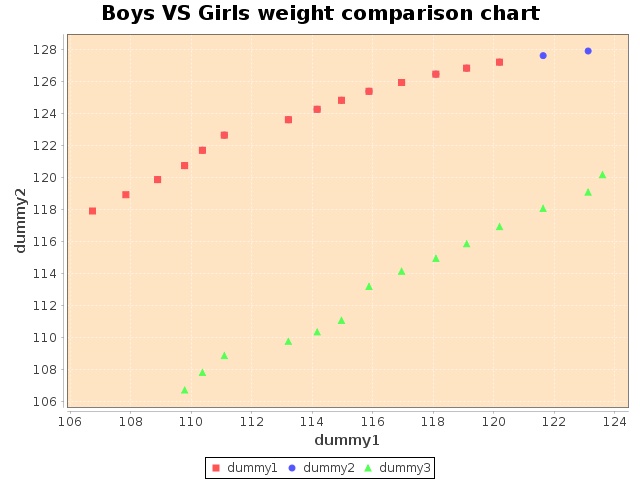 Boys VS Girls weight comparison chart
dummy2
128
126
124
122
120
118
116
114
112
110
108
106
106 108 110 112 114 116 118 120 122 124
dummy1
dummy1 dummy2 dummy3